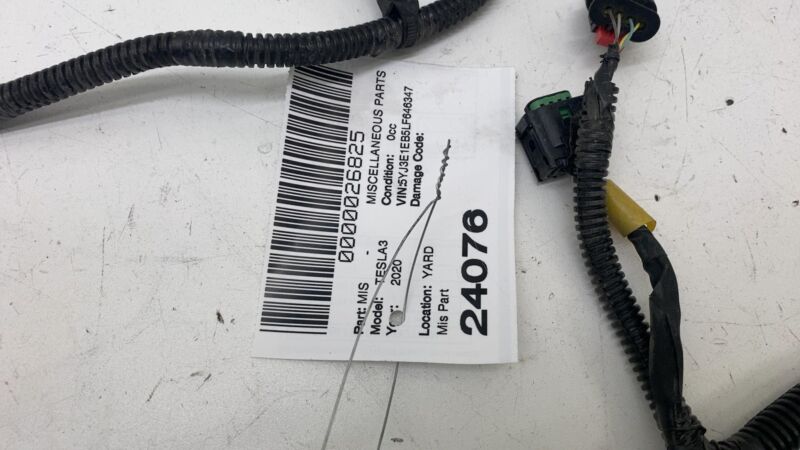 0000026825
Part: MIS - MISCELLANEOUS PARTS
Model: TESLA3 Condition: 0cc
Year: 2020 VIN:5YJ3E1EB5LF646347
Damage Code:
Location: YARD
Mis Part
24076